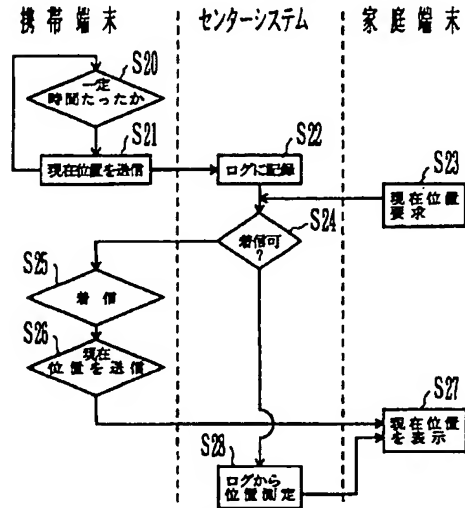 携帯端末
センターシステム
家庭端末
S20
一定
時間たったか
S21
現在位置を送信
S22
ログに記録
S23
現在位置
要求
S24
着信可
?
S25
着信
S26
現在
位置を送信
S27
現在位置
を表示
S28
ログから
位置測定